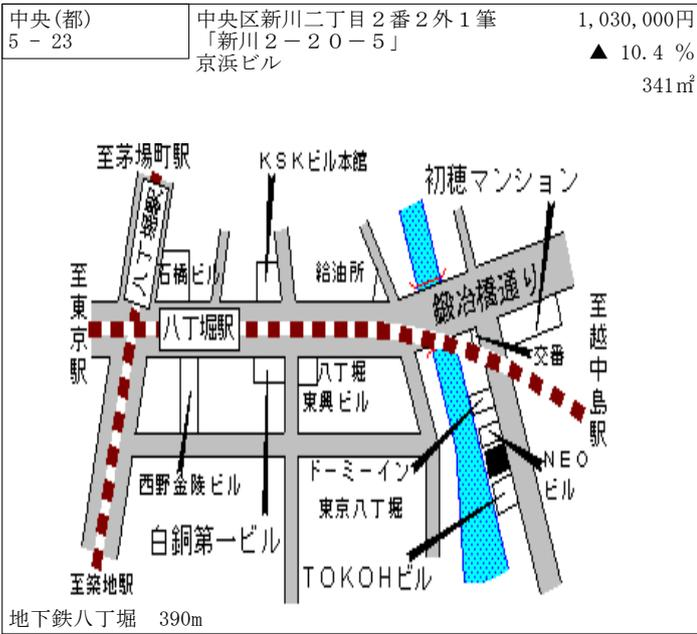 中央(都)
5 - 23
中央区新川二丁目２番２外１筆
「新川２－２０－５」
京浜ビル
1,030,000円
▲ 10.4 %
341㎡
至茅場町駅
KSKビル本館
初穂マンション
八丁堀駅
石橋ビル
給油所
鍛冶橋通り
至東京駅
八丁堀駅
至越中島駅
交番
八丁堀
東興ビル
西野金陵ビル
白銅第一ビル
ドーミーイン
東京八丁堀
NEO
ビル
TOKOHビル
至築地駅
地下鉄八丁堀　390m